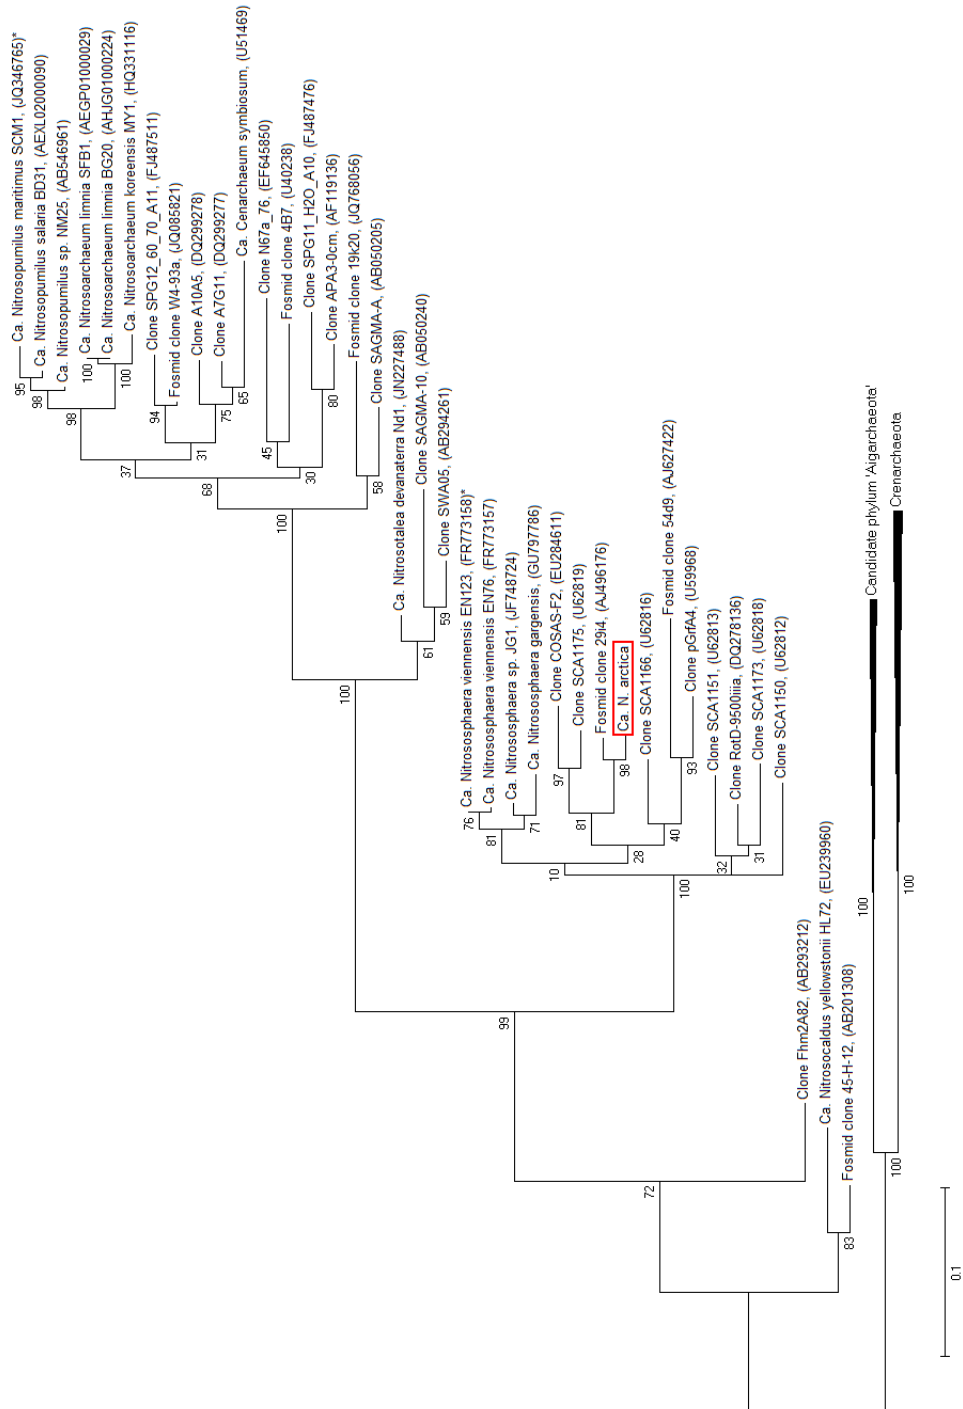 Ca. Nitrosopumilus maritimus SCM1, (JQ346765)*
Ca. Nitrosopumilus salaria BD31, (AEXL02000090)
Ca. Nitrosopumilus sp. NM25, (AB546961)
Ca. Nitrosoarchaeum limnia SFB1, (AEGP01000029)
Ca. Nitrosoarchaeum limnia BG20, (AHJG01000224)
Ca. Nitrosoarchaeum koreensis MY1, (HQ331116)
Clone SPG12_60_70_A11, (FJ487511)
Fosmid clone W4-93a, (JQ085821)
Clone A10A5, (DQ299278)
Clone A7G11, (DQ299277)
Ca. Cenarchaeum symbiosum, (U51469)
Clone N67a_76, (EF645850)
Fosmid clone 4B7, (U40238)
Clone SPG11_H2O_A10, (FJ487476)
Clone APA3-0cm, (AF119136)
Fosmid clone 19k20, (JQ768056)
Clone SAGMA-A, (AB050205)
Ca. Nitrosotalea devanaterra Nd1, (JN227488)
Clone SAGMA-10, (AB050240)
Clone SWA05, (AB294261)
Ca. Nitrososphaera viennensis EN123, (FR773158)*
Ca. Nitrososphaera viennensis EN76, (FR773157)
Ca. Nitrososphaera sp. JG1, (JF748724)
Ca. Nitrososphaera gargensis, (GU797786)
Clone COSAS-F2, (EU284611)
Clone SCA1175, (U62819)
Fosmid clone 29i4, (AJ496176)
Ca. N. arctica
Clone SCA1166, (U62816)
Fosmid clone 54d9, (AJ627422)
Clone pGrfA4, (U59968)
Clone SCA1151, (U62813)
Clone RotD-9500iiia, (DQ278136)
Clone SCA1173, (U62818)
Clone SCA1150, (U62812)
Clone Fhm2A82, (AB293212)
Ca. Nitrosocaldus yellowstonii HL72, (EU239960)
Fosmid clone 45-H-12, (AB201308)
Candidate phylum 'Aigarchaeota'
Crenarchaeota
95
98
98
100
100
37
94
31
75
65
68
45
30
80
58
100
100
61
59
76
81
71
10
97
81
98
28
40
93
100
32
31
99
72
83
100
100
100
0.1